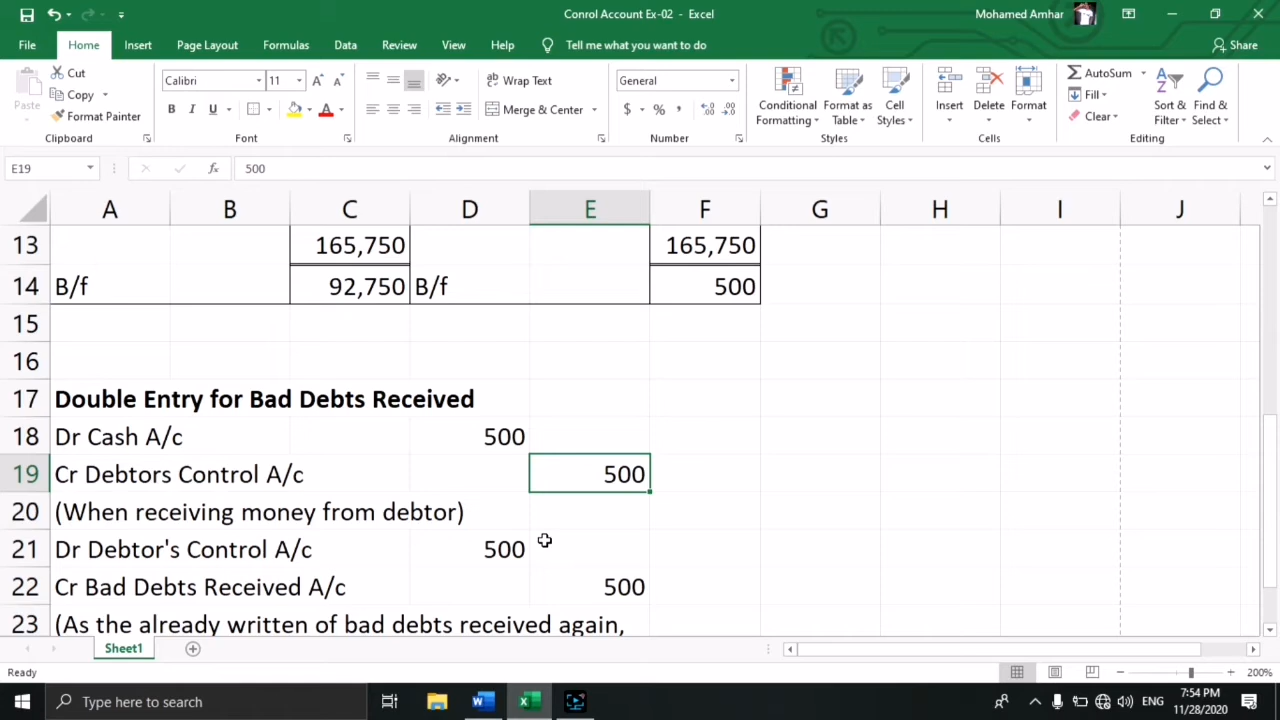 Conrol Account Ex-02 - Excel
Mohamed Amhar
File Home Insert Page Layout Formulas Data Review View Help Tell me what you want to do Share
Paste
Cut
Copy
Format Painter
Clipboard
Calibri 11
B I U
Font
Wrap Text
Merge & Center
Alignment
General
$ % ,
Number
Conditional Formatting
Format as Table
Cell Styles
Styles
Insert Delete Format
Cells
AutoSum
Fill
Clear
Sort & Filter
Find & Select
Editing
E19 fx 500
A B C D E F G H I J
13 165,750 165,750
14 B/f 92,750 B/f 500
15
16
17 Double Entry for Bad Debts Received
18 Dr Cash A/c 500
19 Cr Debtors Control A/c 500
20 (When receiving money from debtor)
21 Dr Debtor's Control A/c 500
22 Cr Bad Debts Received A/c 500
23 (As the already written of bad debts received again,
Sheet1
Ready 200%
Type here to search
ENG
7:54 PM
11/28/2020